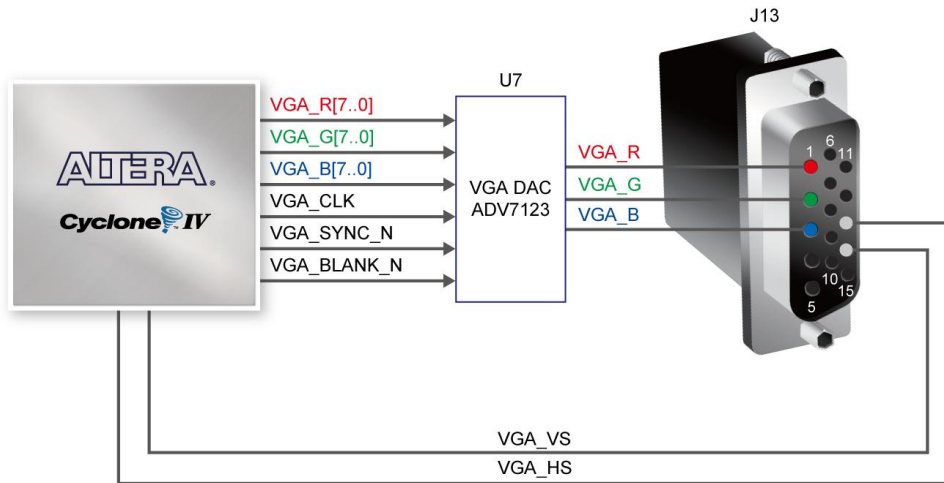 J13
U7
VGA_R[7..0]
VGA_G[7..0]
VGA_B[7..0]
VGA_CLK
VGA_SYNC_N
VGA_BLANK_N
ALTERA®
Cyclone™ IV
VGA DAC
ADV7123
VGA_R
VGA_G
VGA_B
1
6
11
5
10
15
VGA_VS
VGA_HS